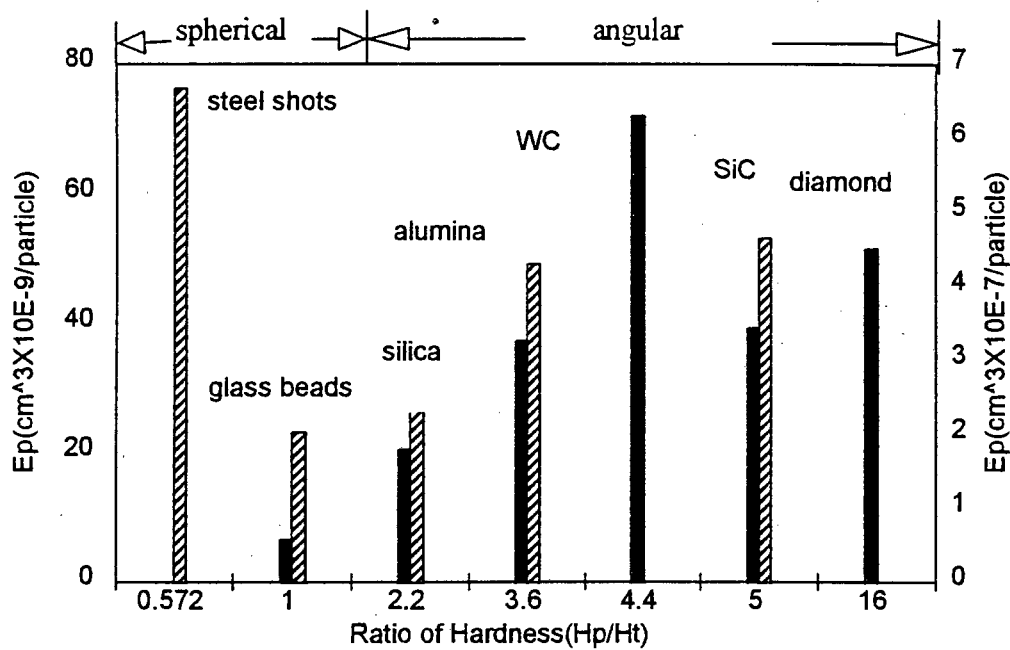 spherical
angular
80
7
steel shots
WC
6
60
SiC
diamond
5
alumina
4
40
3
silica
glass beads
20
2
1
0
0
0.572
1
2.2
3.6
4.4
5
16
Ratio of Hardness(Hp/Ht)
Ep(cm^3X10E-9/particle)
Ep(cm^3X10E-7/particle)